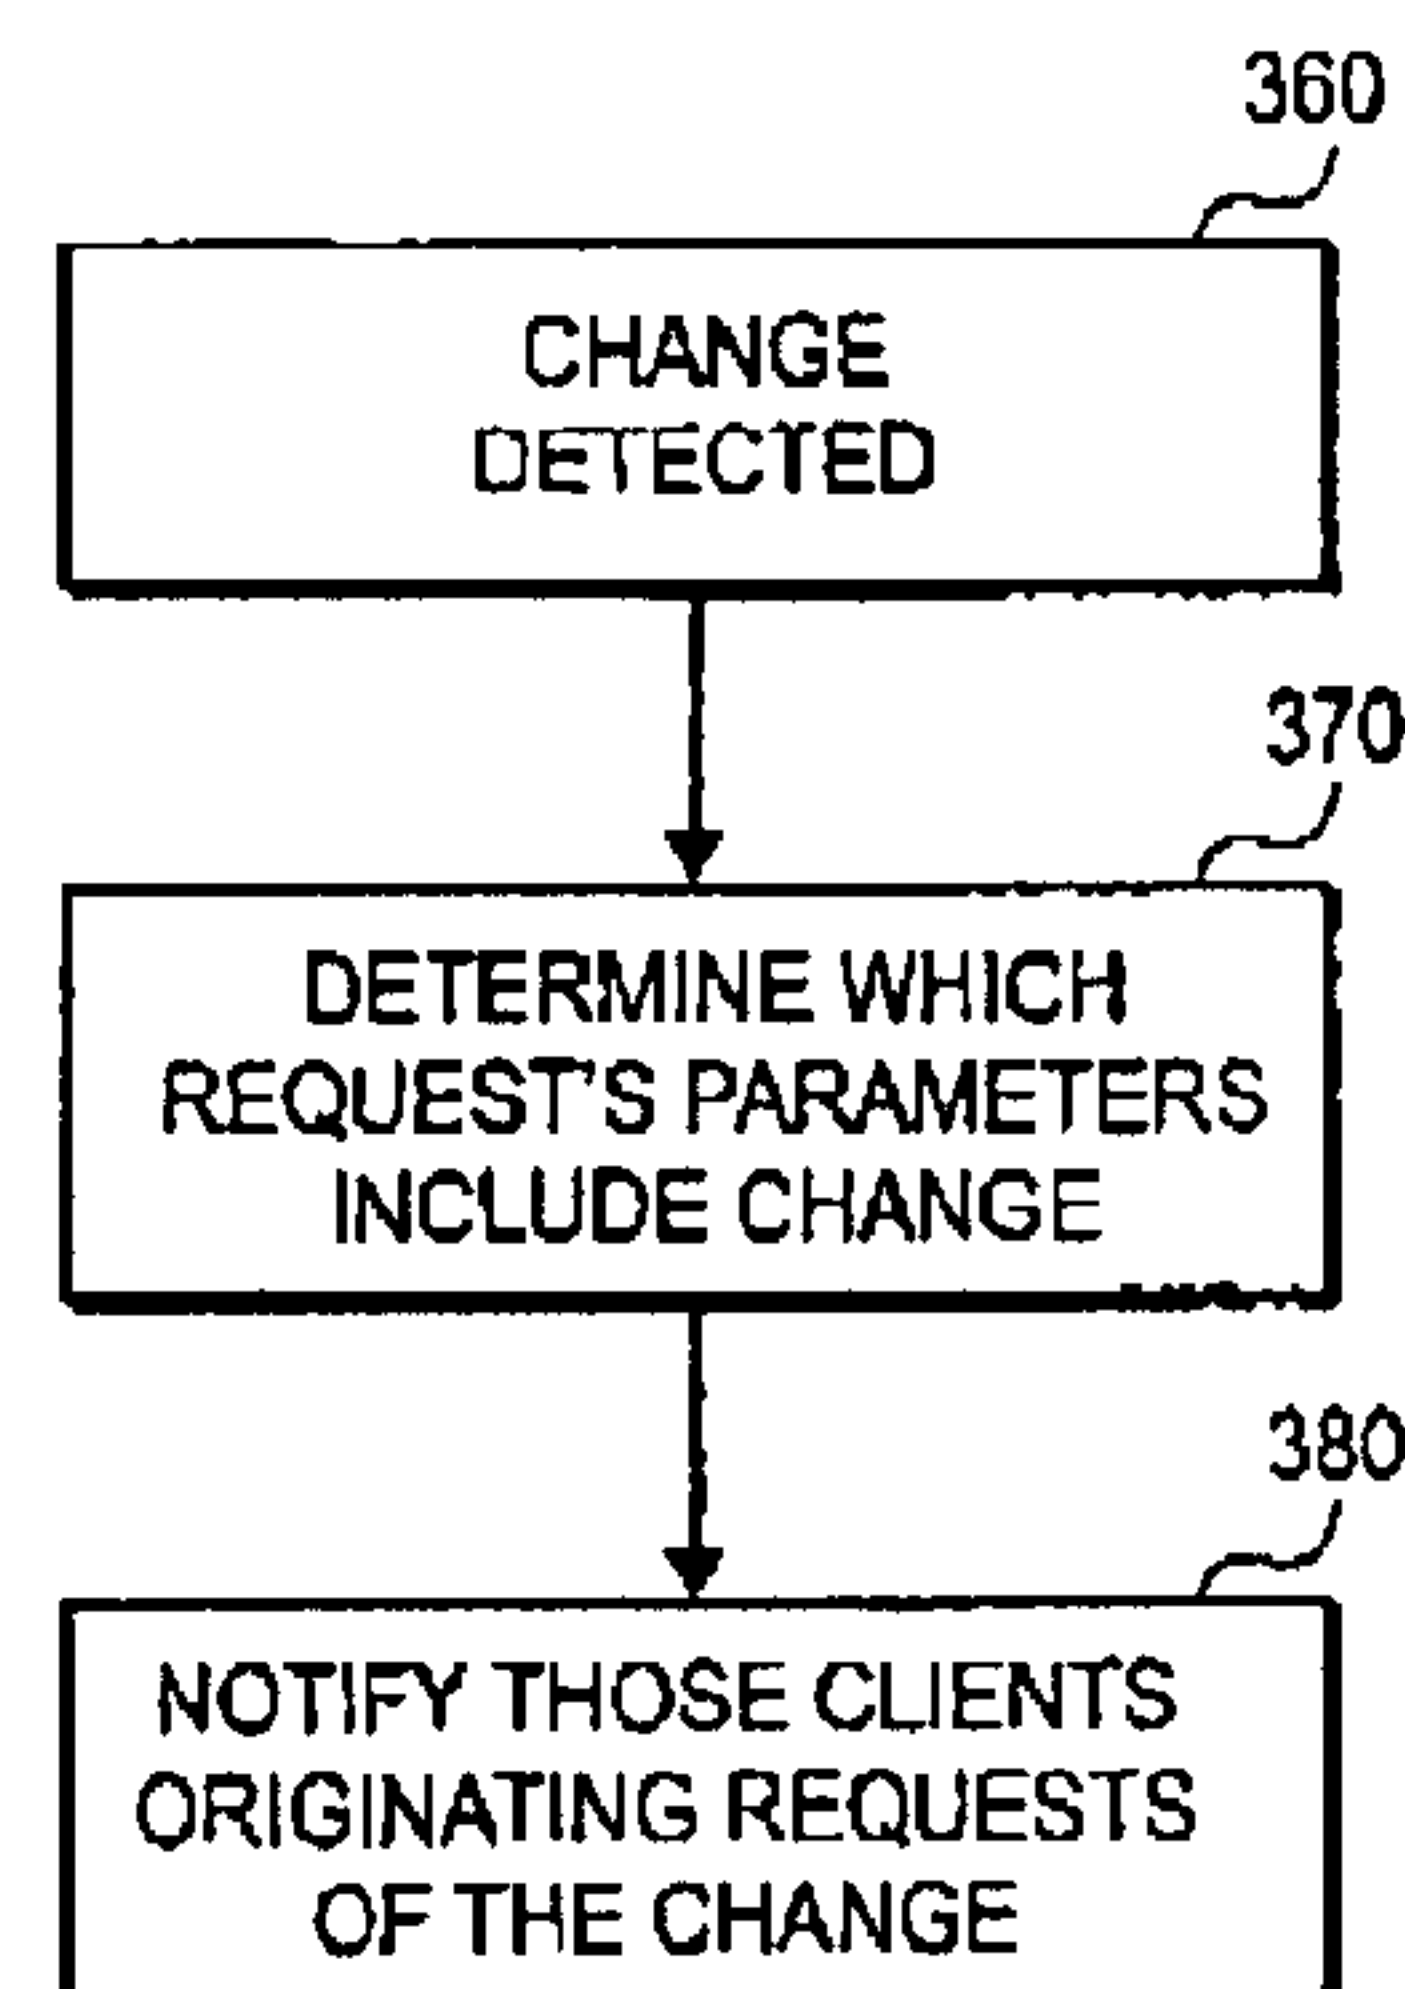 360
CHANGE
DETECTED
370
DETERMINE WHICH
REQUEST'S PARAMETERS
INCLUDE CHANGE
380
NOTIFY THOSE CLIENTS
ORIGINATING REQUESTS
OF THE CHANGE